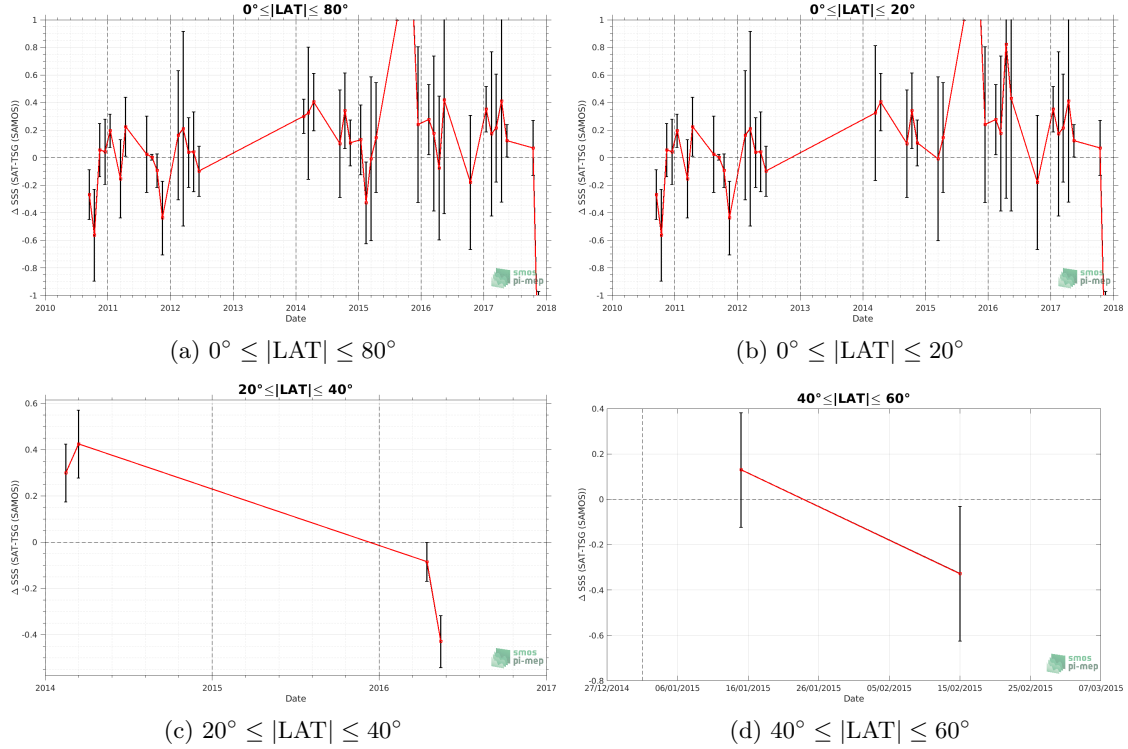 0°≤|LAT|≤ 80°
1
0.8
0.6
0.4
0.2
0
-0.2
-0.4
-0.6
-0.8
-1
Δ SSS (SAT-TSG (SAMOS))
2010 2011 2012 2013 2014 2015 2016 2017 2018
Date
smos
pi-mep
(a) 0° ≤ |LAT| ≤ 80°
0°≤|LAT|≤ 20°
1
0.8
0.6
0.4
0.2
0
-0.2
-0.4
-0.6
-0.8
-1
Δ SSS (SAT-TSG (SAMOS))
2010 2011 2012 2013 2014 2015 2016 2017 2018
Date
smos
pi-mep
(b) 0° ≤ |LAT| ≤ 20°
20°≤|LAT|≤ 40°
0.6
0.4
0.2
0
-0.2
-0.4
Δ SSS (SAT-TSG (SAMOS))
2014 2015 2016 2017
Date
smos
pi-mep
(c) 20° ≤ |LAT| ≤ 40°
40°≤|LAT|≤ 60°
0.4
0.2
0
-0.2
-0.4
-0.6
-0.8
Δ SSS (SAT-TSG (SAMOS))
27/12/2014 06/01/2015 16/01/2015 26/01/2015 05/02/2015 15/02/2015 25/02/2015 07/03/2015
Date
smos
pi-mep
(d) 40° ≤ |LAT| ≤ 60°